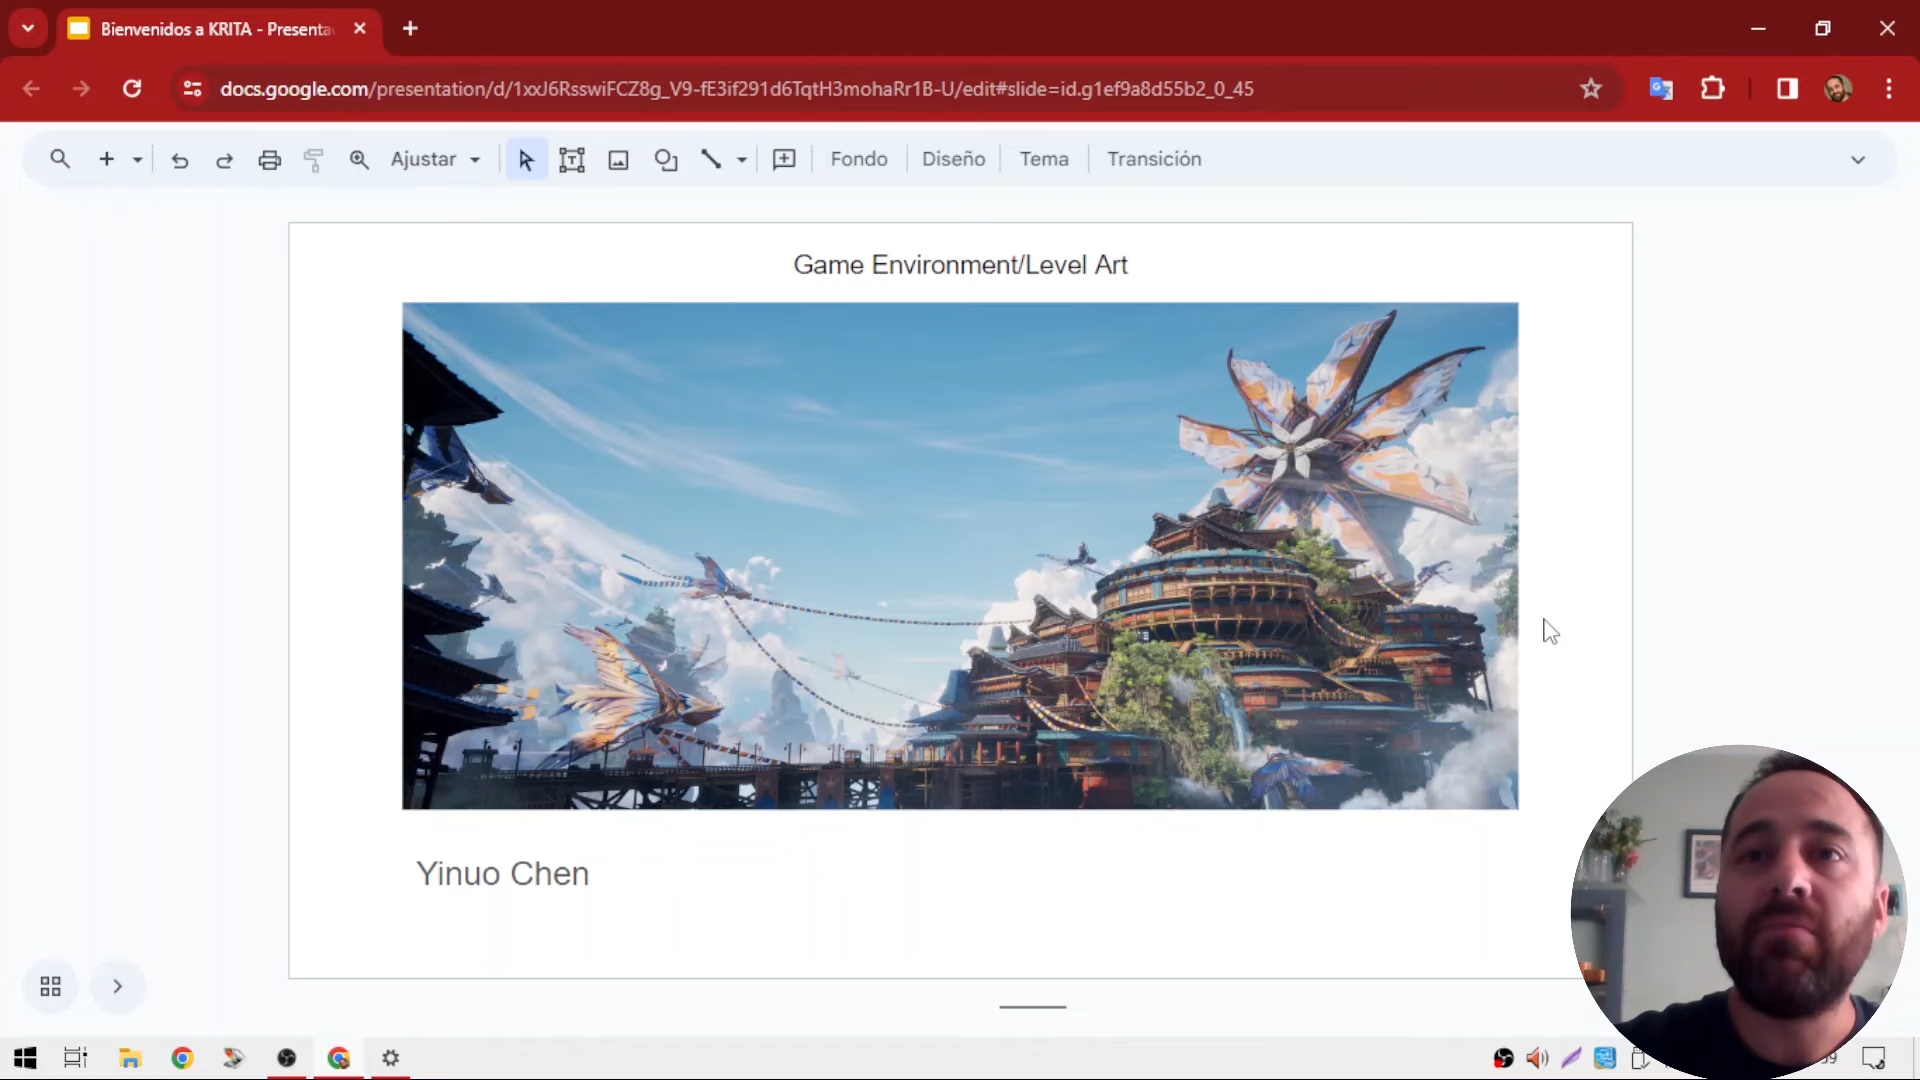 Bienvenidos a KRITA - Presenta
docs.google.com/presentation/d/1xxJ6RsswiFCZ8g_V9-fE3if291d6TqtH3mohaRr1B-U/edit#slide=id.g1ef9a8d55b2_0_45
Ajustar
Fondo
Diseño
Tema
Transición
Game Environment/Level Art
Yinuo Chen